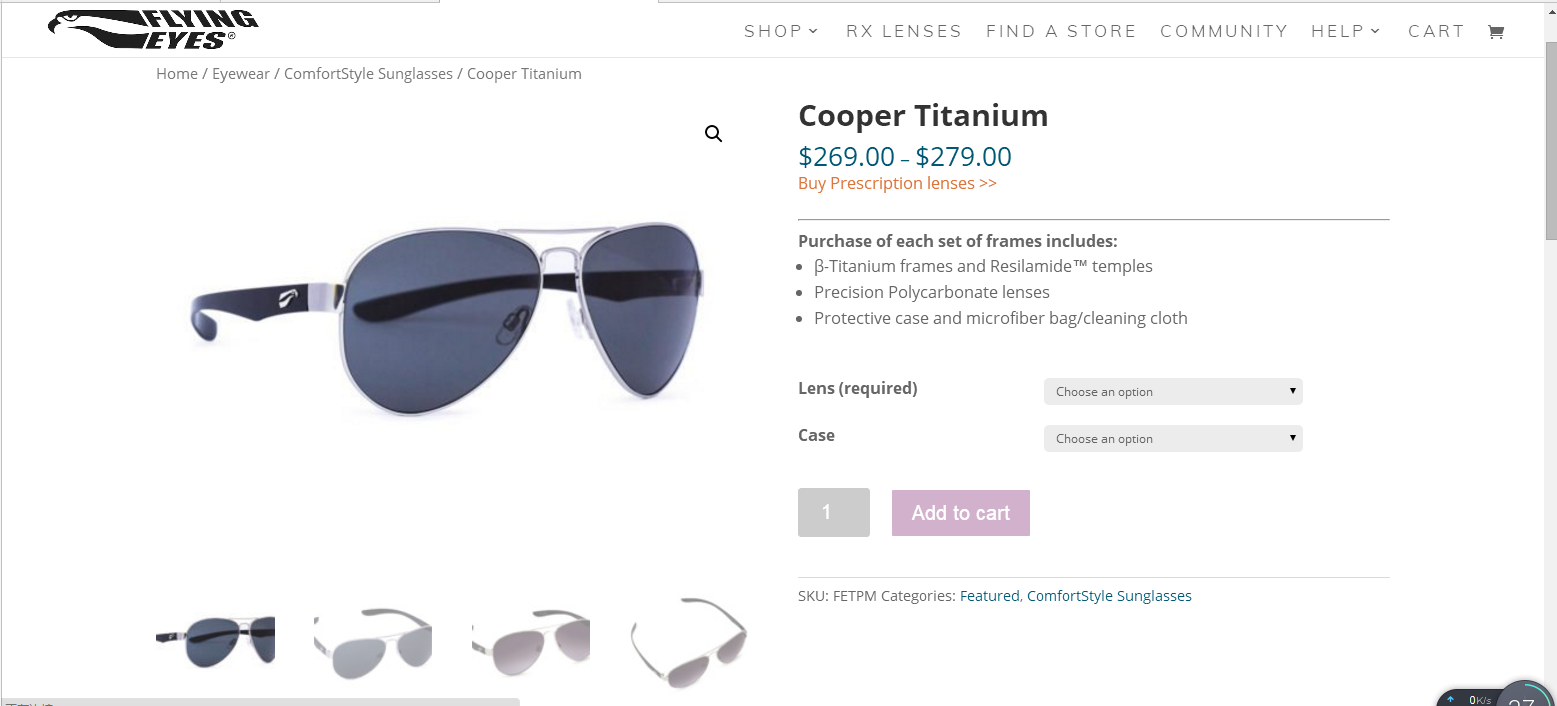 FLYING
EYES®
SHOP RX LENSES FIND A STORE COMMUNITY HELP CART
Home / Eyewear / ComfortStyle Sunglasses / Cooper Titanium
Cooper Titanium
$269.00 – $279.00
Buy Prescription lenses >>
Purchase of each set of frames includes:
β-Titanium frames and Resilamide™ temples
Precision Polycarbonate lenses
Protective case and microfiber bag/cleaning cloth
Lens (required) Choose an option
Case Choose an option
1 Add to cart
SKU: FETPM Categories: Featured, ComfortStyle Sunglasses
0K/s